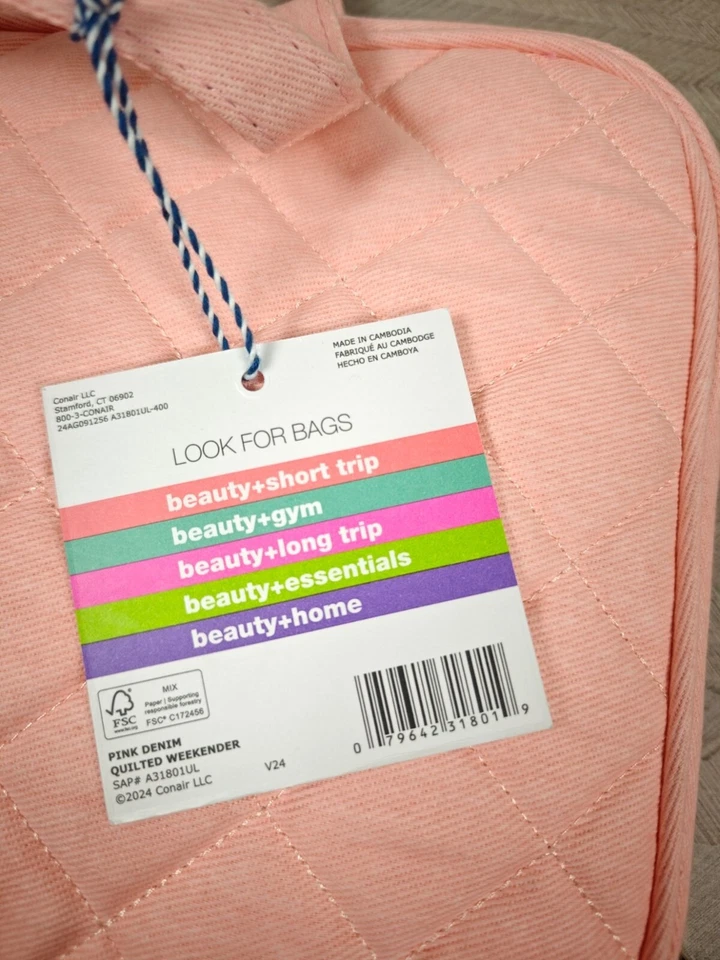 Conair LLC
Stamford, CT 06902
800-3-CONAIR
24AG091256 A31801UL-400
MADE IN CAMBODIA
FABRIQUÉ AU CAMBODGE
HECHO EN CAMBOYA
LOOK FOR BAGS
beauty+short trip
beauty+gym
beauty+long trip
beauty+essentials
beauty+home
FSC
www.fsc.org
MIX
Paper | Supporting
responsible forestry
FSC® C172456
PINK DENIM
QUILTED WEEKENDER
SAP# A31801UL
©2024 Conair LLC
V24
0 79642 31801 9